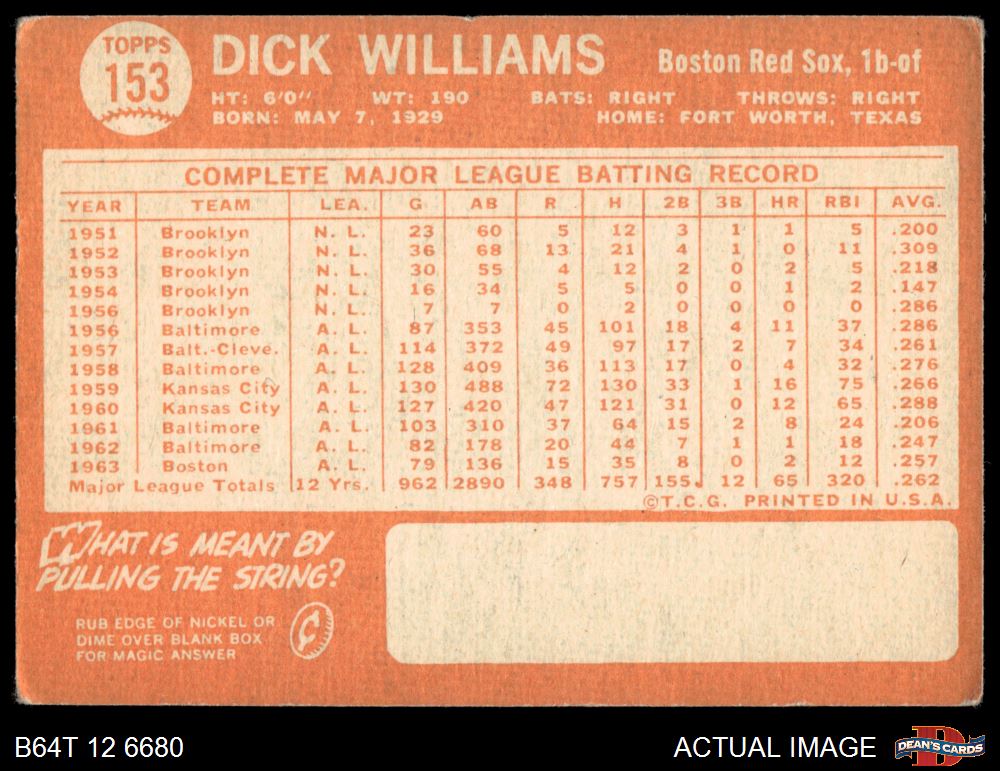 TOPPS
153
DICK WILLIAMS
Boston Red Sox, 1b-of
HT: 6'0" WT: 190 BATS: RIGHT THROWS: RIGHT
BORN: MAY 7, 1929 HOME: FORT WORTH, TEXAS
COMPLETE MAJOR LEAGUE BATTING RECORD
YEAR TEAM LEA. G AB R H 2B 3B HR RBI AVG.
1951 Brooklyn N. L. 23 60 5 12 3 1 1 5 .200
1952 Brooklyn N. L. 36 68 13 21 4 1 0 11 .309
1953 Brooklyn N. L. 30 55 4 12 2 0 2 5 .218
1954 Brooklyn N. L. 16 34 5 5 0 0 1 2 .147
1956 Brooklyn N. L. 7 7 0 2 0 0 0 0 .286
1956 Baltimore A. L. 87 353 45 101 18 4 11 37 .286
1957 Balt.-Cleve. A. L. 114 372 49 97 17 2 7 34 .261
1958 Baltimore A. L. 128 409 36 113 17 0 4 32 .276
1959 Kansas City A. L. 130 488 72 130 33 1 16 75 .266
1960 Kansas City A. L. 127 420 47 121 31 0 12 65 .288
1961 Baltimore A. L. 103 310 37 64 15 2 8 24 .206
1962 Baltimore A. L. 82 178 20 44 7 1 1 18 .247
1963 Boston A. L. 79 136 15 35 8 0 2 12 .257
Major League Totals 12 Yrs. 962 2890 348 757 155 12 65 320 .262
©T.C.G. PRINTED IN U.S.A.
WHAT IS MEANT BY
PULLING THE STRING?
RUB EDGE OF NICKEL OR
DIME OVER BLANK BOX
FOR MAGIC ANSWER
¢
B64T 12 6680
ACTUAL IMAGE
D
DEAN'S CARDS